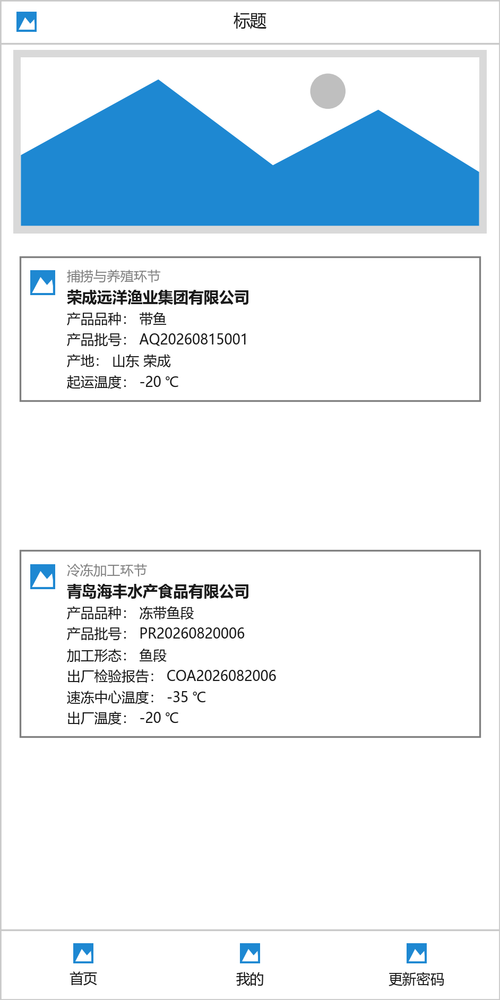 标题
捕捞与养殖环节
荣成远洋渔业集团有限公司
产品品种： 带鱼
产品批号： AQ20260815001
产地： 山东 荣成
起运温度： -20 ℃
冷冻加工环节
青岛海丰水产食品有限公司
产品品种： 冻带鱼段
产品批号： PR20260820006
加工形态： 鱼段
出厂检验报告： COA2026082006
速冻中心温度： -35 ℃
出厂温度： -20 ℃
首页
我的
更新密码